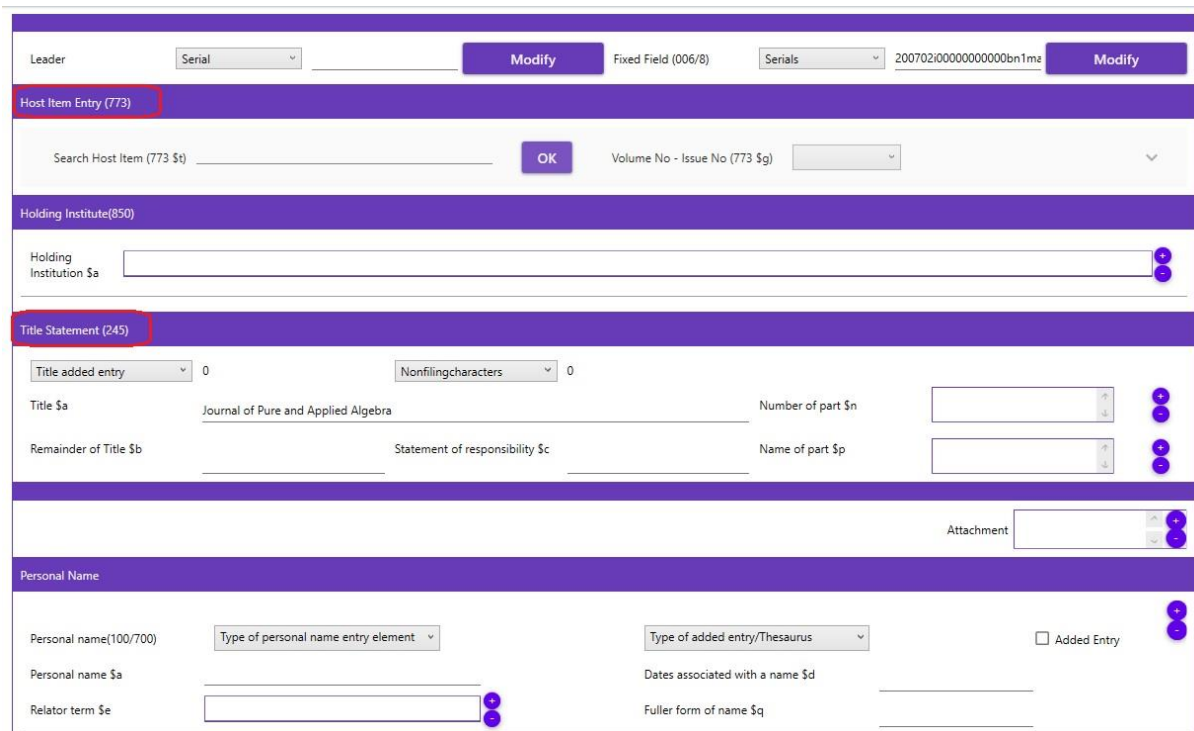 Leader Serial Modify Fixed Field (006/8) Serials 200702i00000000000bn1ma Modify
Host Item Entry (773)
Search Host Item (773 $t) OK Volume No - Issue No (773 $g)
Holding Institute(850)
Holding
Institution $a
+
-
Title Statement (245)
Title added entry 0 Nonfilingcharacters 0
Title $a Journal of Pure and Applied Algebra Number of part $n
+
-
Remainder of Title $b Statement of responsibility $c Name of part $p
+
-
Attachment
+
-
Personal Name
+
-
Personal name(100/700) Type of personal name entry element Type of added entry/Thesaurus Added Entry
Personal name $a Dates associated with a name $d
Relator term $e Fuller form of name $q
+
-